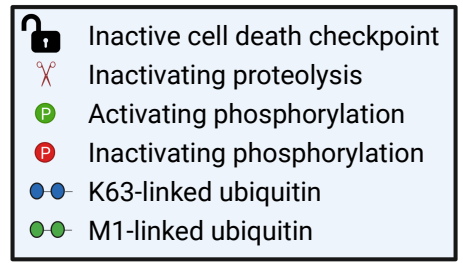 Inactive cell death checkpoint
Inactivating proteolysis
P Activating phosphorylation
P Inactivating phosphorylation
K63-linked ubiquitin
M1-linked ubiquitin